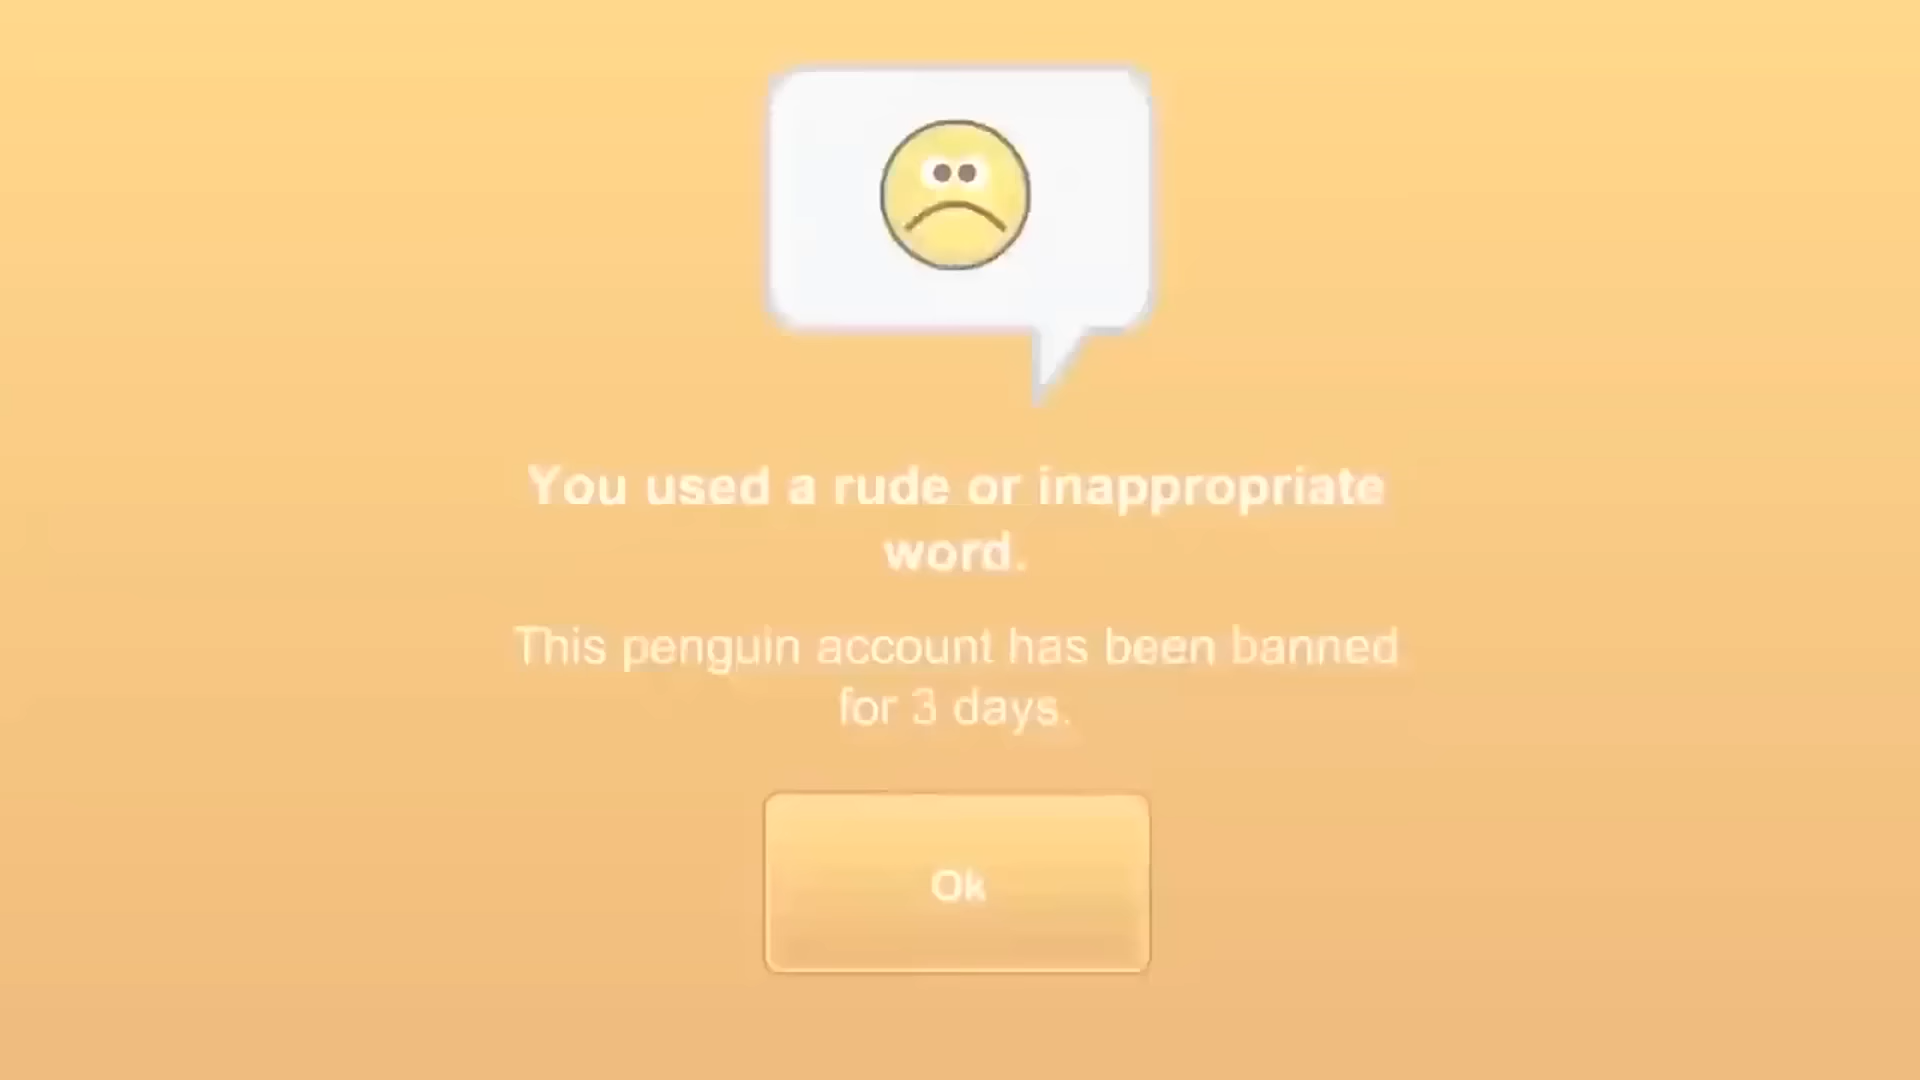 You used a rude or inappropriate
word.
This penguin account has been banned
for 3 days.
Ok